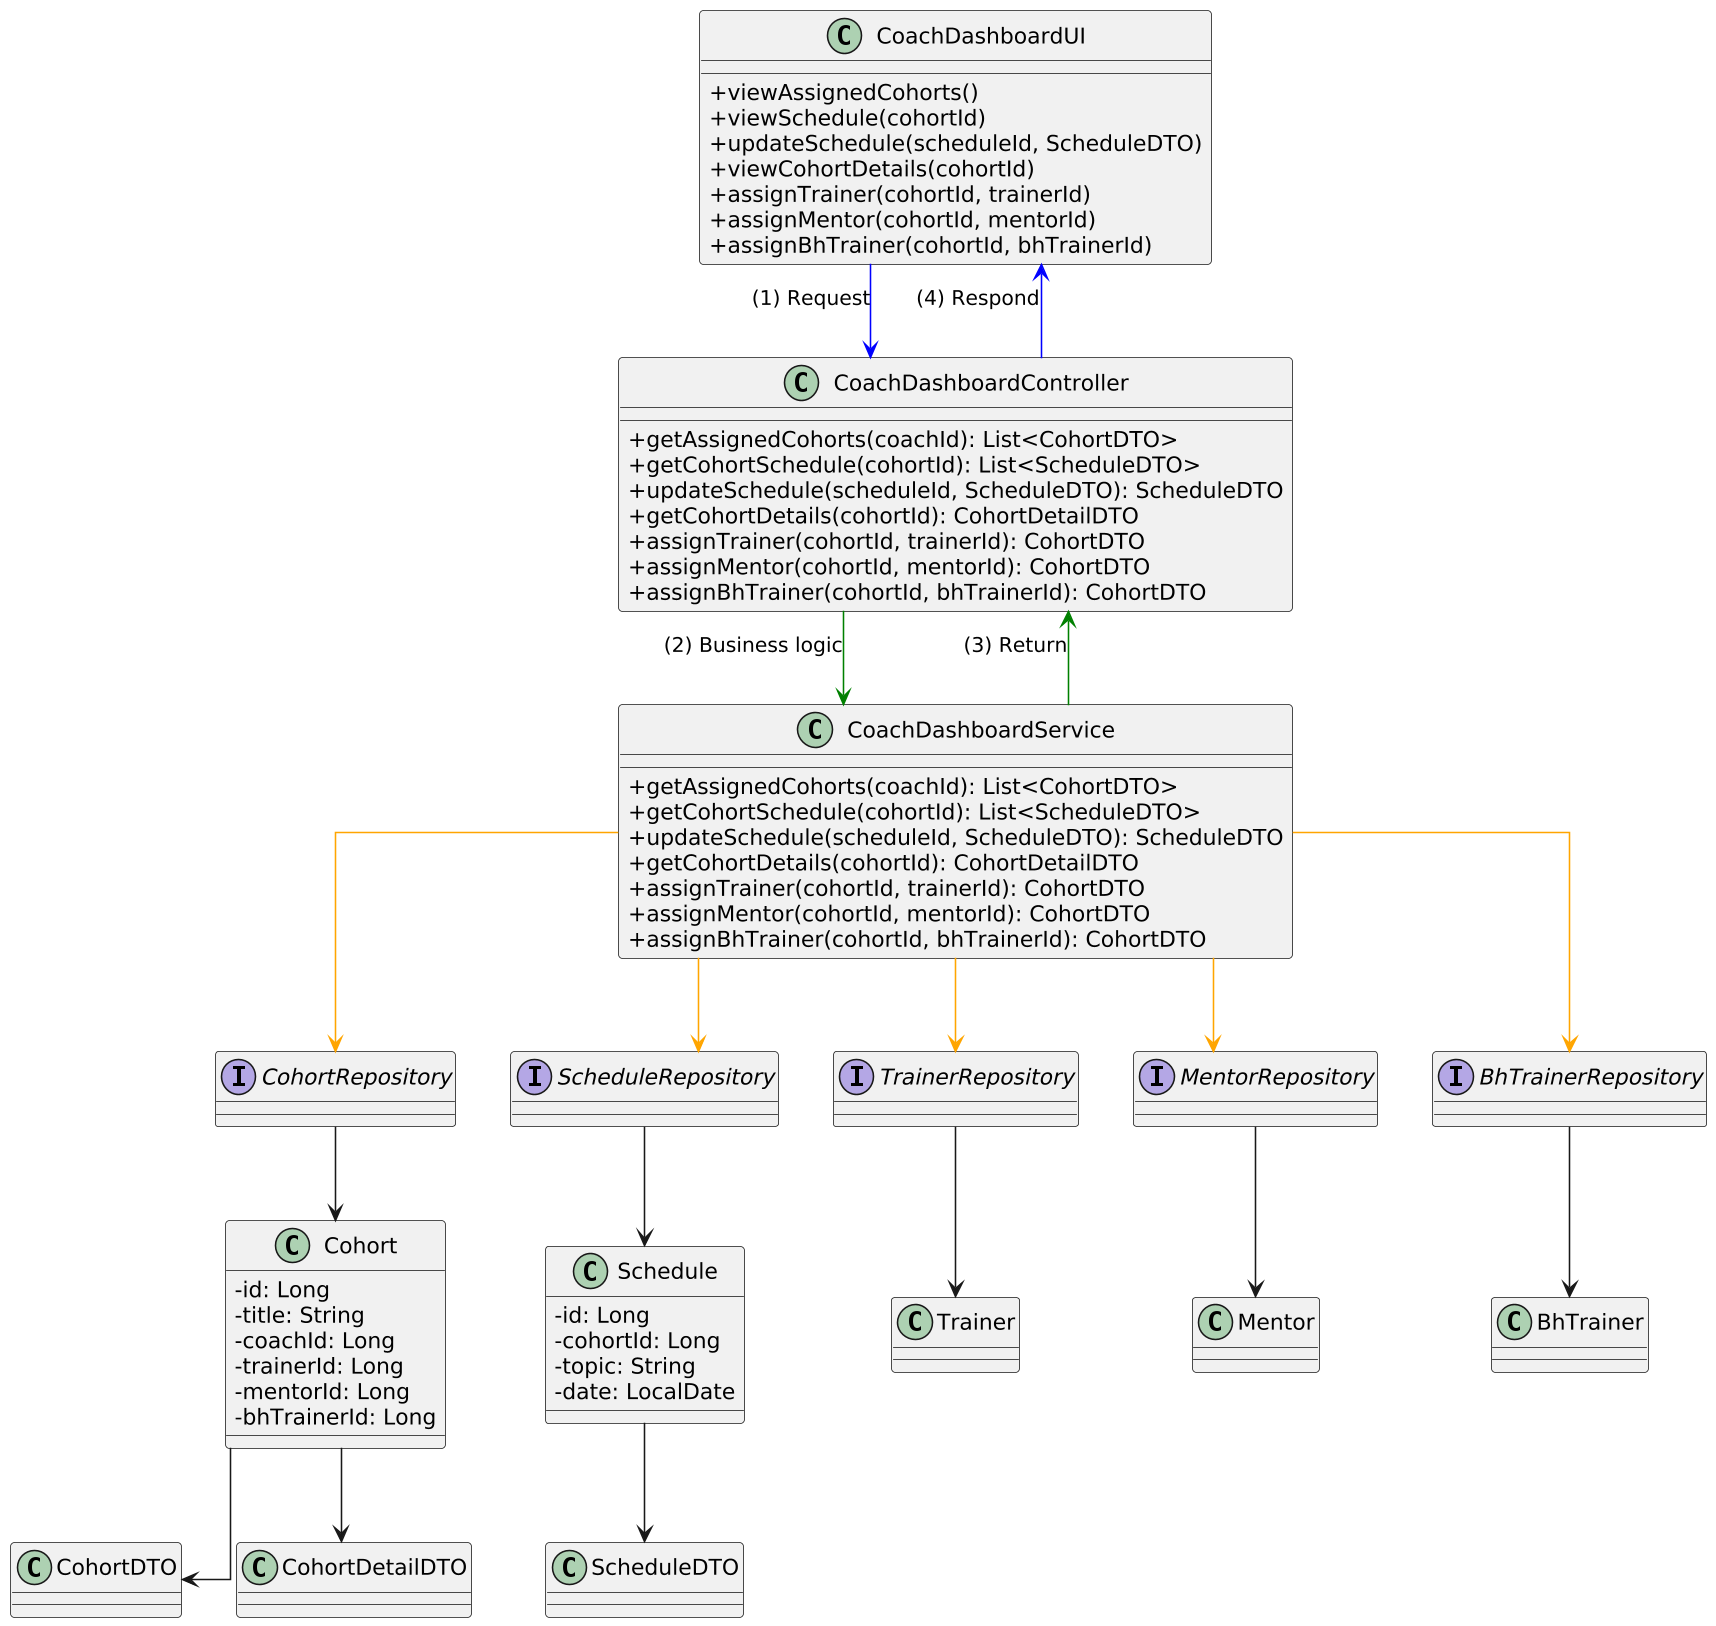 C CoachDashboardUI
+viewAssignedCohorts()
+viewSchedule(cohortId)
+updateSchedule(scheduleId, ScheduleDTO)
+viewCohortDetails(cohortId)
+assignTrainer(cohortId, trainerId)
+assignMentor(cohortId, mentorId)
+assignBhTrainer(cohortId, bhTrainerId)
(1) Request
(4) Respond
C CoachDashboardController
+getAssignedCohorts(coachId): List<CohortDTO>
+getCohortSchedule(cohortId): List<ScheduleDTO>
+updateSchedule(scheduleId, ScheduleDTO): ScheduleDTO
+getCohortDetails(cohortId): CohortDetailDTO
+assignTrainer(cohortId, trainerId): CohortDTO
+assignMentor(cohortId, mentorId): CohortDTO
+assignBhTrainer(cohortId, bhTrainerId): CohortDTO
(2) Business logic
(3) Return
C CoachDashboardService
+getAssignedCohorts(coachId): List<CohortDTO>
+getCohortSchedule(cohortId): List<ScheduleDTO>
+updateSchedule(scheduleId, ScheduleDTO): ScheduleDTO
+getCohortDetails(cohortId): CohortDetailDTO
+assignTrainer(cohortId, trainerId): CohortDTO
+assignMentor(cohortId, mentorId): CohortDTO
+assignBhTrainer(cohortId, bhTrainerId): CohortDTO
I CohortRepository
I ScheduleRepository
I TrainerRepository
I MentorRepository
I BhTrainerRepository
C Cohort
-id: Long
-title: String
-coachId: Long
-trainerId: Long
-mentorId: Long
-bhTrainerId: Long
C Schedule
-id: Long
-cohortId: Long
-topic: String
-date: LocalDate
C Trainer
C Mentor
C BhTrainer
C CohortDTO
C CohortDetailDTO
C ScheduleDTO